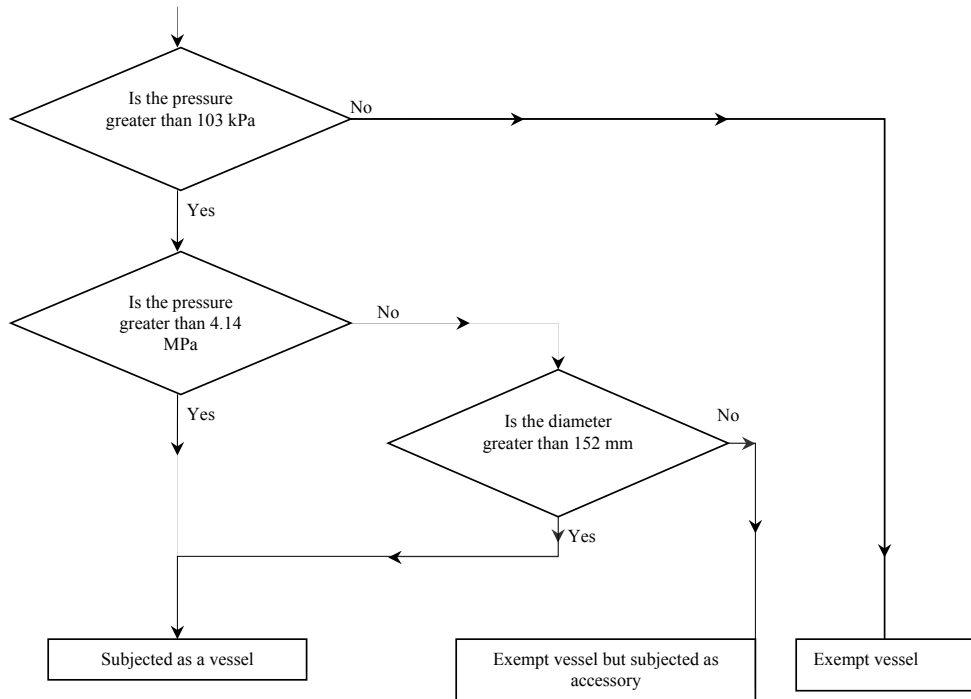 Is the pressure
greater than 103 kPa
No
Yes
Is the pressure
greater than 4.14
MPa
No
Yes
Is the diameter
greater than 152 mm
No
Yes
Subjected as a vessel
Exempt vessel but subjected as
accessory
Exempt vessel